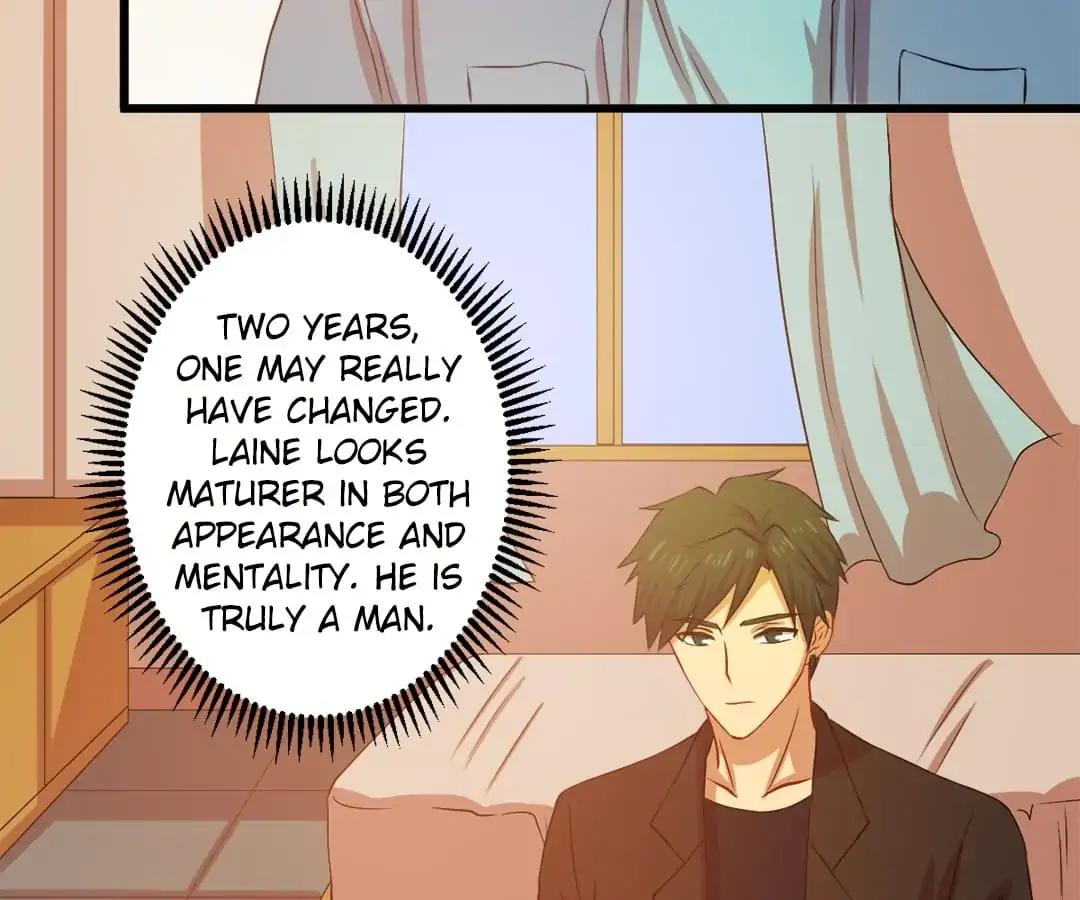 TWO YEARS,
ONE MAY REALLY
HAVE CHANGED.
LAINE LOOKS
MATURER IN BOTH
APPEARANCE AND
MENTALITY. HE IS
TRULY A MAN.